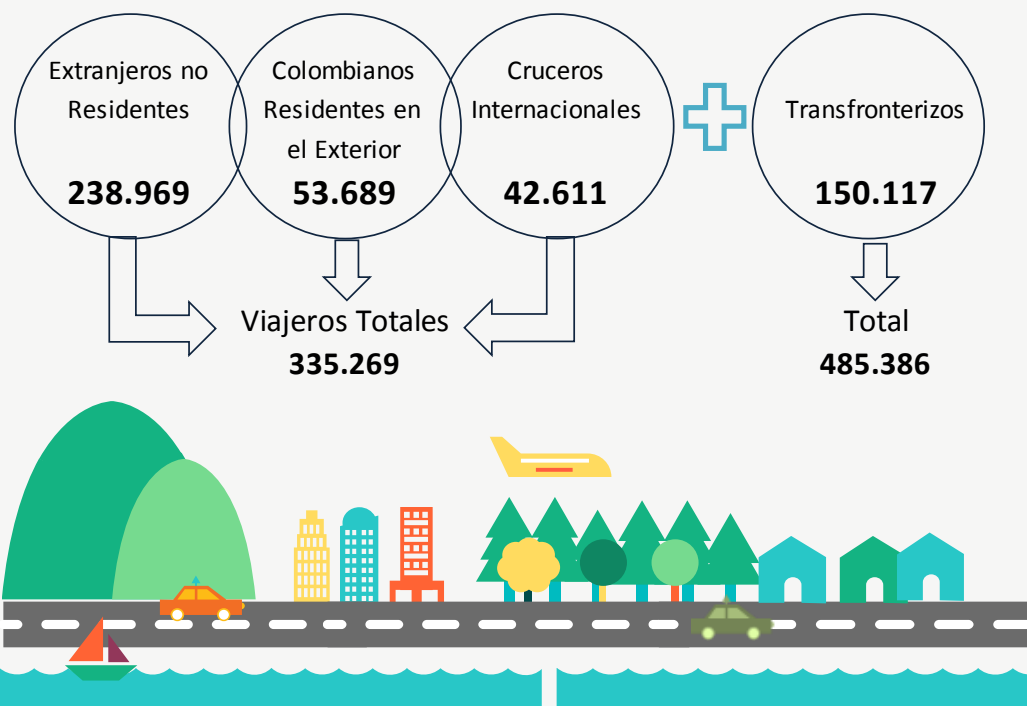 Extranjeros no
Residentes
238.969
Colombianos
Residentes en
el Exterior
53.689
Cruceros
Internacionales
42.611
Transfronterizos
150.117
Viajeros Totales
335.269
Total
485.386